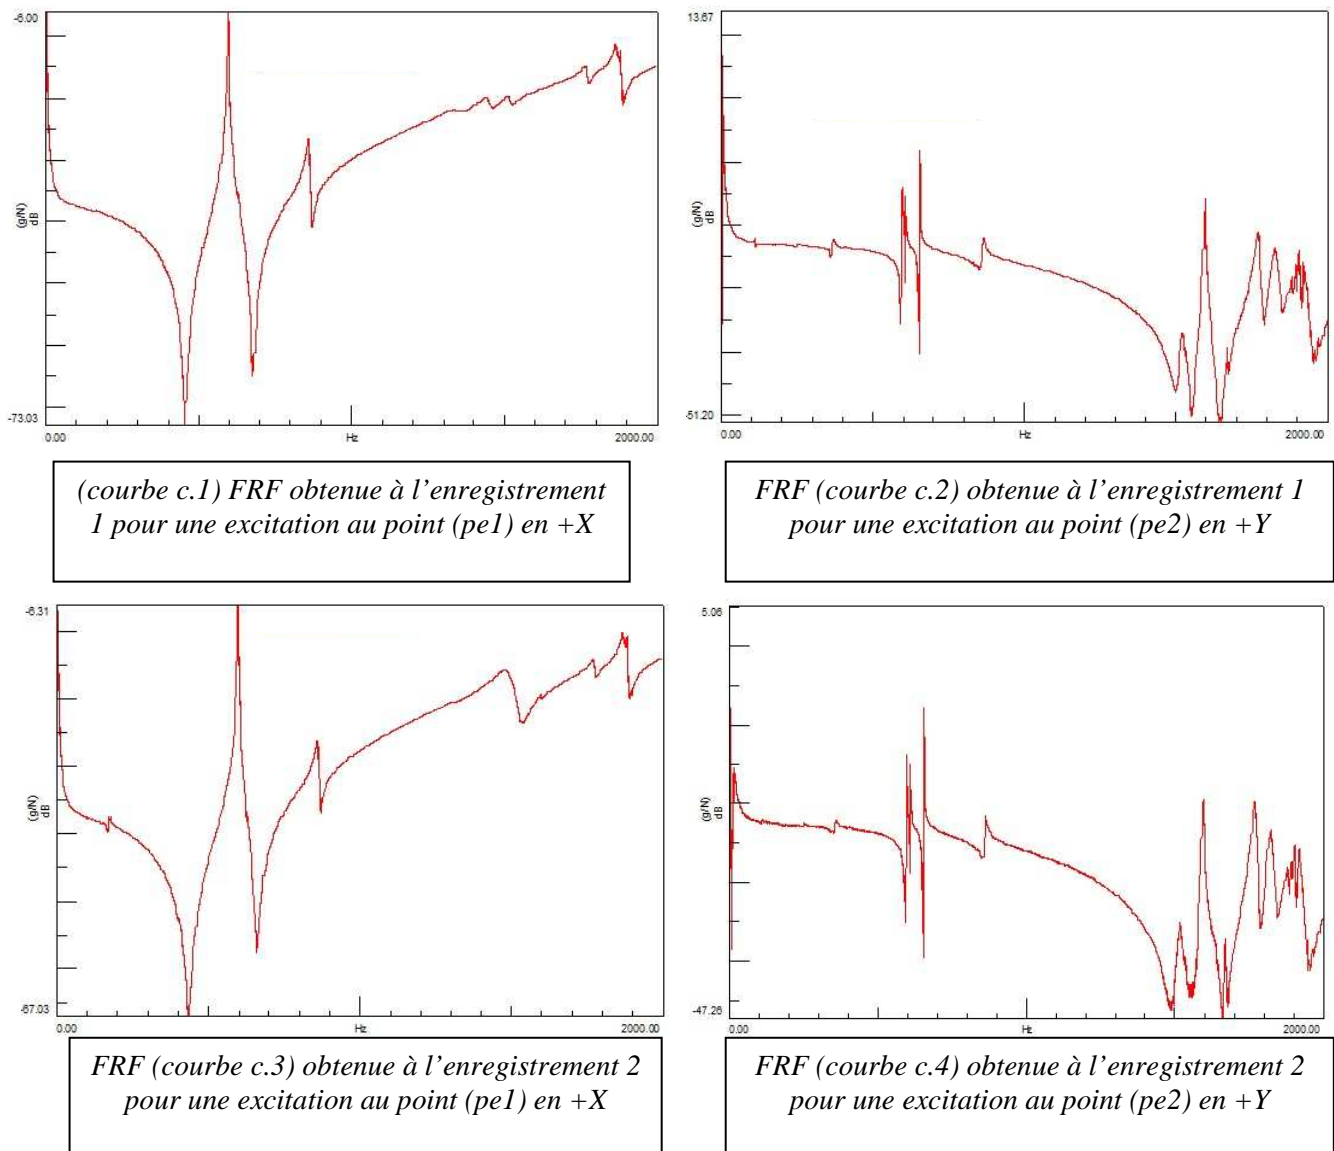 -6.00
(g/N)
dB
-73.03
0.00
Hz
2000.00
(courbe c.1) FRF obtenue à l'enregistrement
1 pour une excitation au point (pe1) en +X
13.67
(g/N)
dB
-51.20
0.00
Hz
2000.00
FRF (courbe c.2) obtenue à l'enregistrement 1
pour une excitation au point (pe2) en +Y
-6.31
(g/N)
dB
-67.03
0.00
Hz
2000.00
FRF (courbe c.3) obtenue à l'enregistrement 2
pour une excitation au point (pe1) en +X
5.06
(g/N)
dB
-47.26
0.00
Hz
2000.00
FRF (courbe c.4) obtenue à l'enregistrement 2
pour une excitation au point (pe2) en +Y